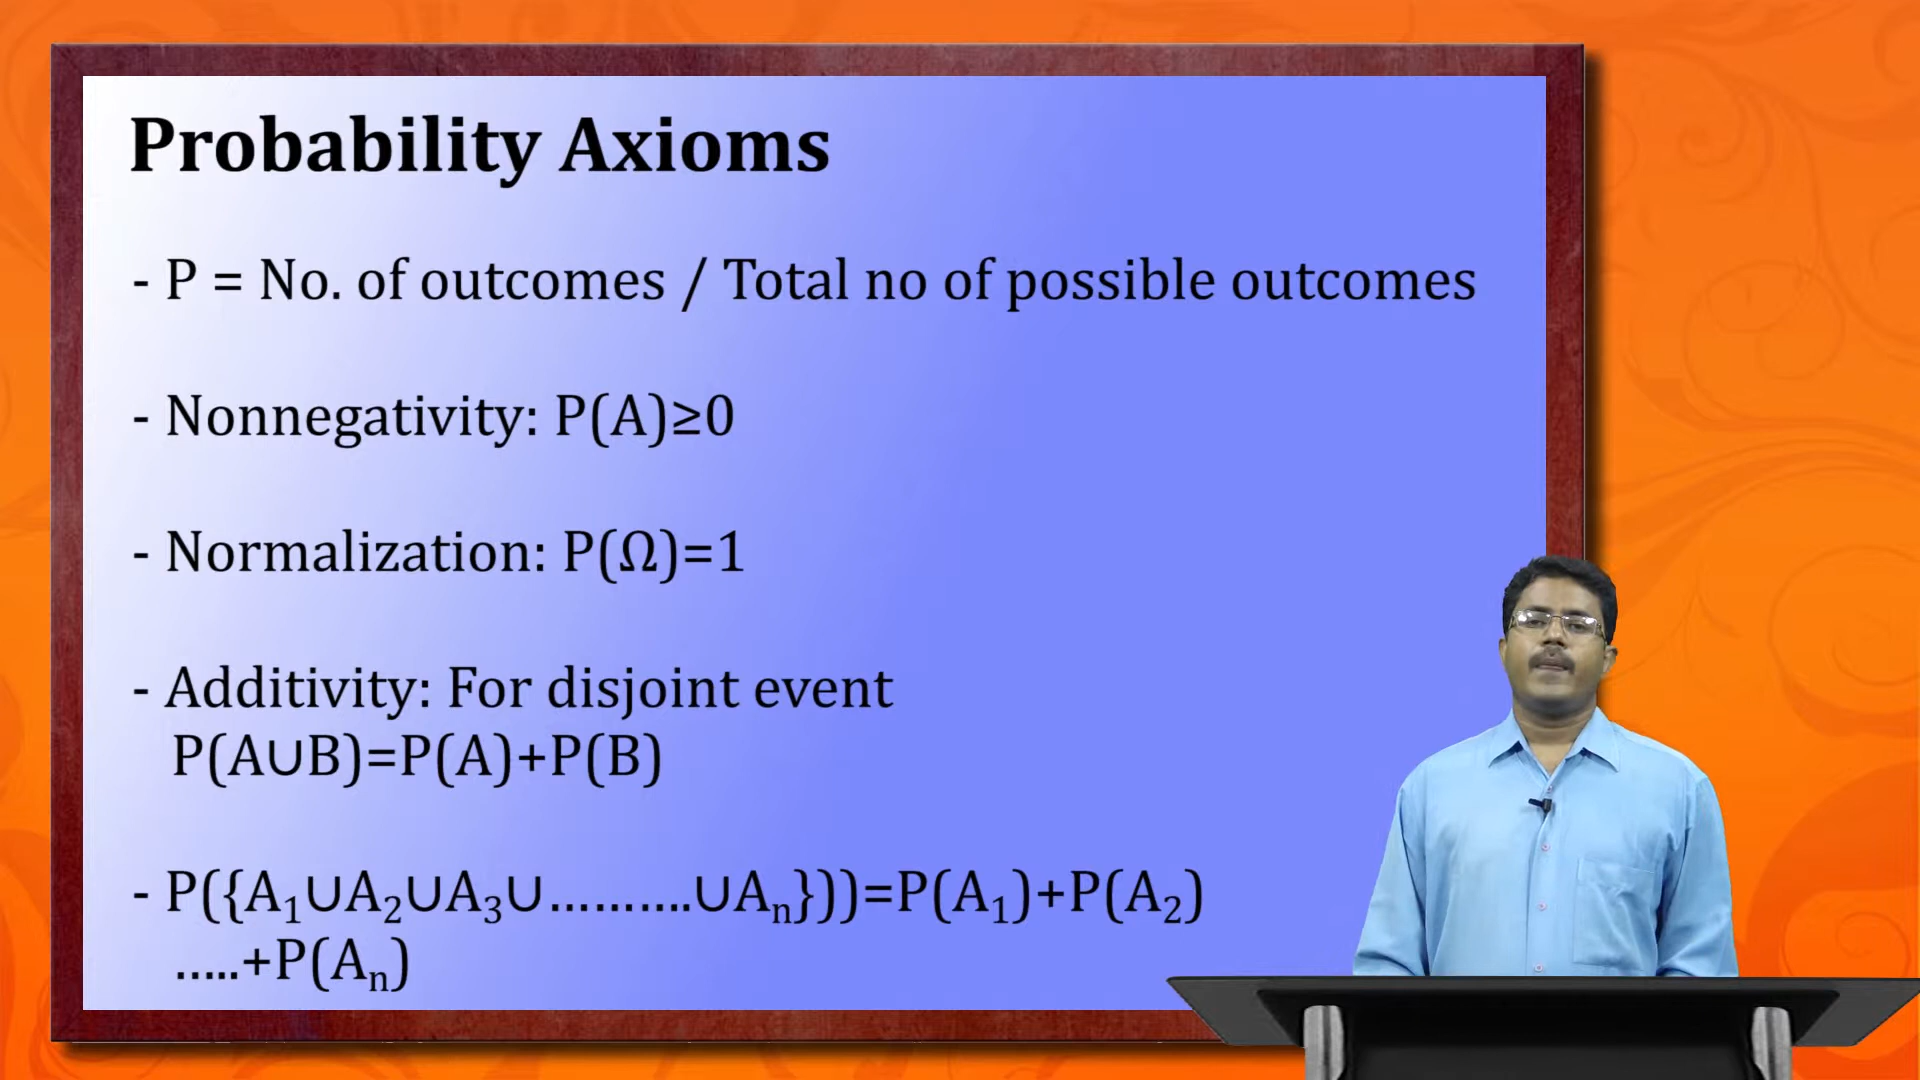 Probability Axioms
- P = No. of outcomes / Total no of possible outcomes
- Nonnegativity: P(A)≥0
- Normalization: P(Ω)=1
- Additivity: For disjoint event
P(A∪B)=P(A)+P(B)
- P({A₁∪A₂∪A₃∪……….∪Aₙ}))=P(A₁)+P(A₂)
…..+P(Aₙ)